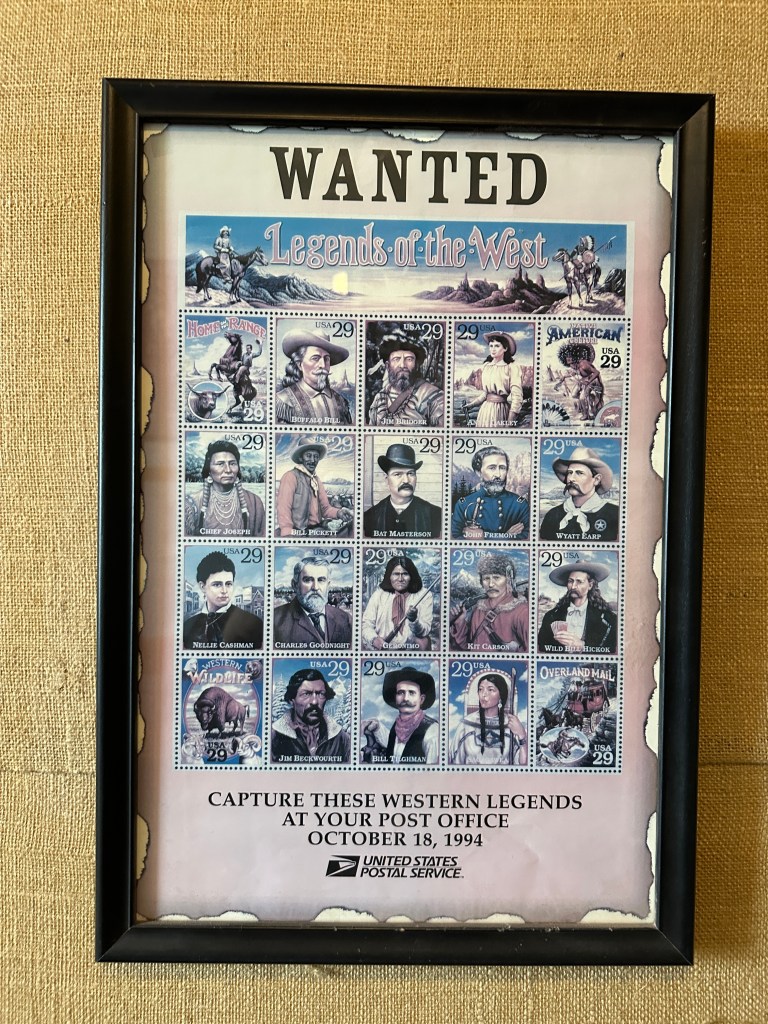 WANTED
Legends·of·the·West
HOME ON THE RANGE
USA 29
USA 29
BUFFALO BILL
USA 29
JIM BRIDGER
29 USA
ANNIE OAKLEY
NATIVE AMERICAN CULTURE
USA 29
USA 29
CHIEF JOSEPH
USA 29
BILL PICKETT
USA 29
BAT MASTERSON
29 USA
JOHN FREMONT
29 USA
WYATT EARP
USA 29
NELLIE CASHMAN
USA 29
CHARLES GOODNIGHT
29 USA
GERONIMO
29 USA
KIT CARSON
29 USA
WILD BILL HICKOK
WESTERN WILDLIFE
USA 29
USA 29
JIM BECKWOURTH
29 USA
BILL TILGHMAN
29 USA
OVERLAND MAIL
USA 29
CAPTURE THESE WESTERN LEGENDS
AT YOUR POST OFFICE
OCTOBER 18, 1994
UNITED STATES
POSTAL SERVICE